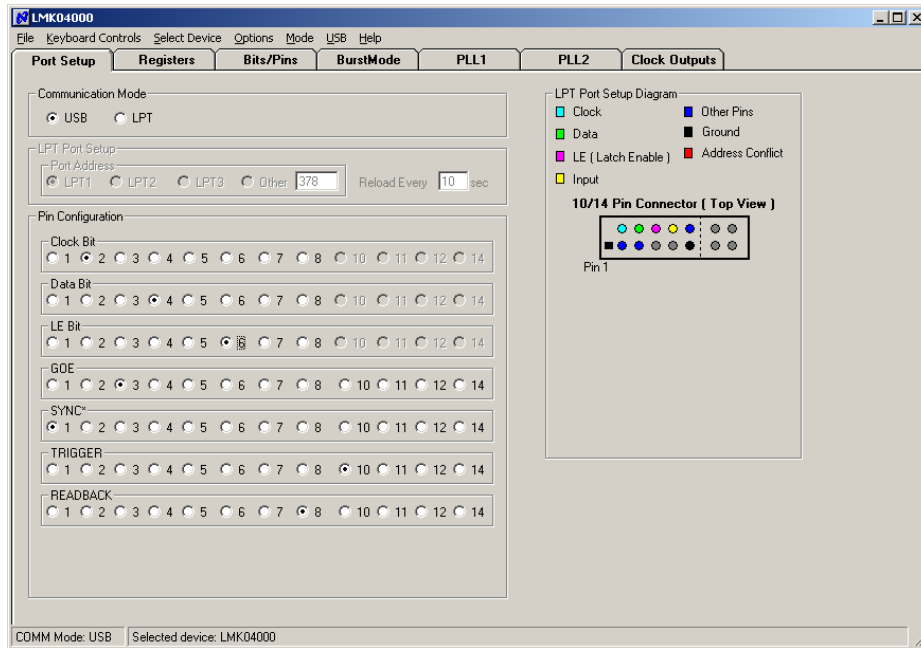 LMK04000
File Keyboard Controls Select Device Options Mode USB Help
Port Setup Registers Bits/Pins BurstMode PLL1 PLL2 Clock Outputs
Communication Mode
USB LPT
LPT Port Setup
Port Address
LPT1 LPT2 LPT3 Other 378 Reload Every 10 sec
Pin Configuration
Clock Bit
1 2 3 4 5 6 7 8 10 11 12 14
Data Bit
1 2 3 4 5 6 7 8 10 11 12 14
LE Bit
1 2 3 4 5 6 7 8 10 11 12 14
GOE
1 2 3 4 5 6 7 8 10 11 12 14
SYNC*
1 2 3 4 5 6 7 8 10 11 12 14
TRIGGER
1 2 3 4 5 6 7 8 10 11 12 14
READBACK
1 2 3 4 5 6 7 8 10 11 12 14
LPT Port Setup Diagram
Clock Other Pins
Data Ground
LE ( Latch Enable ) Address Conflict
Input
10/14 Pin Connector ( Top View )
Pin 1
COMM Mode: USB Selected device: LMK04000